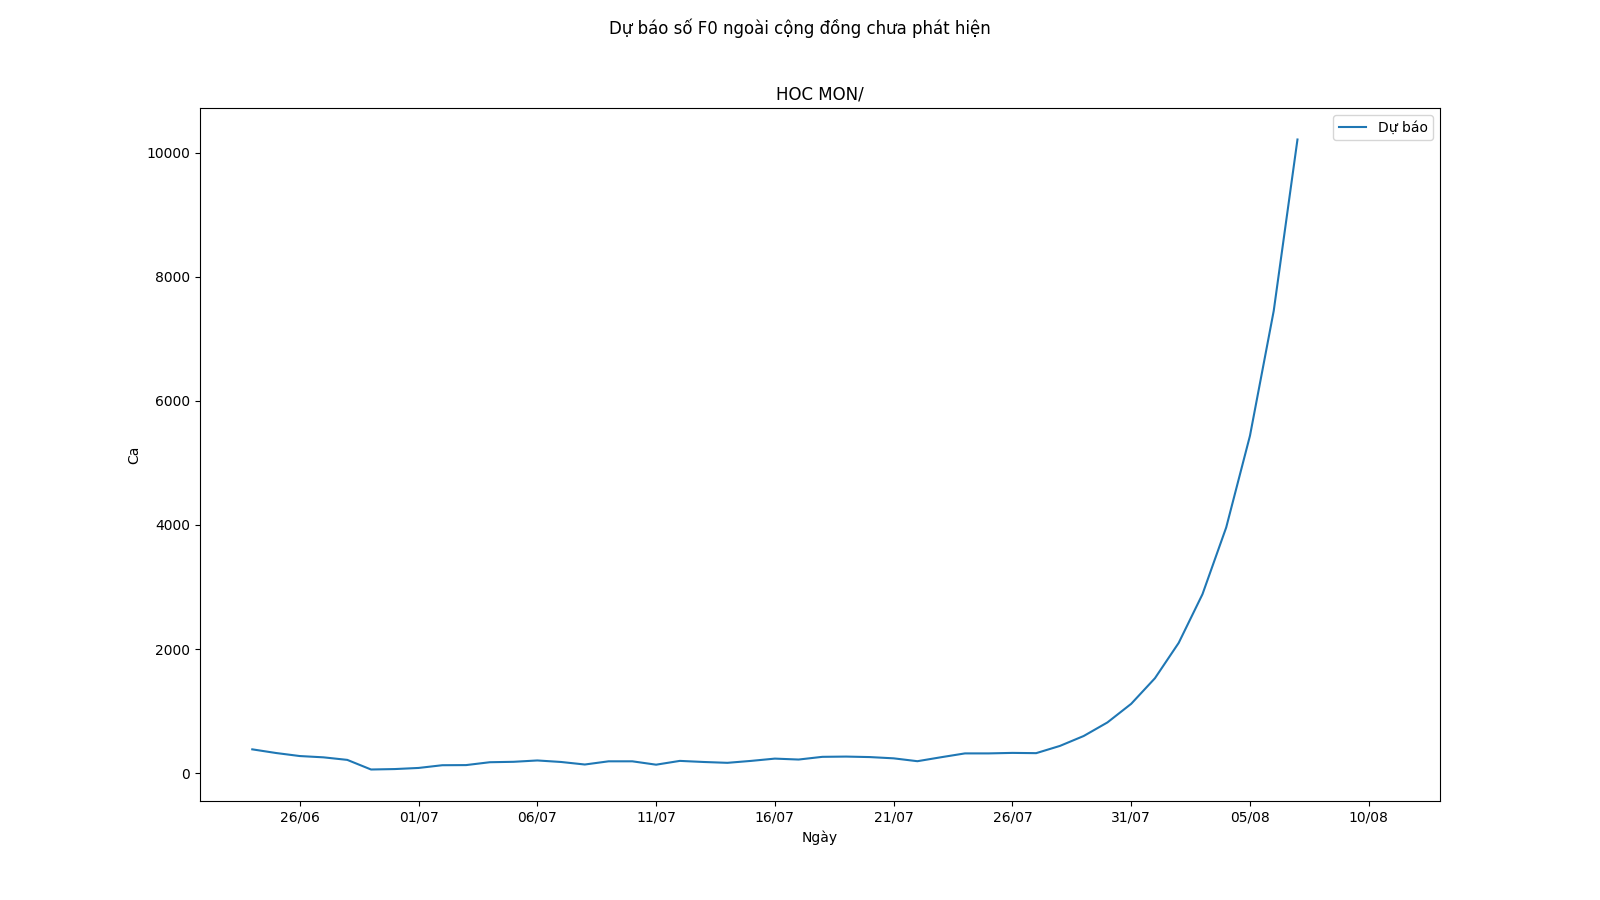 Dự báo số F0 ngoài cộng đồng chưa phát hiện
HOC MON/
Dự báo
10000
8000
6000
4000
2000
0
Ca
26/06 01/07 06/07 11/07 16/07 21/07 26/07 31/07 05/08 10/08
Ngày